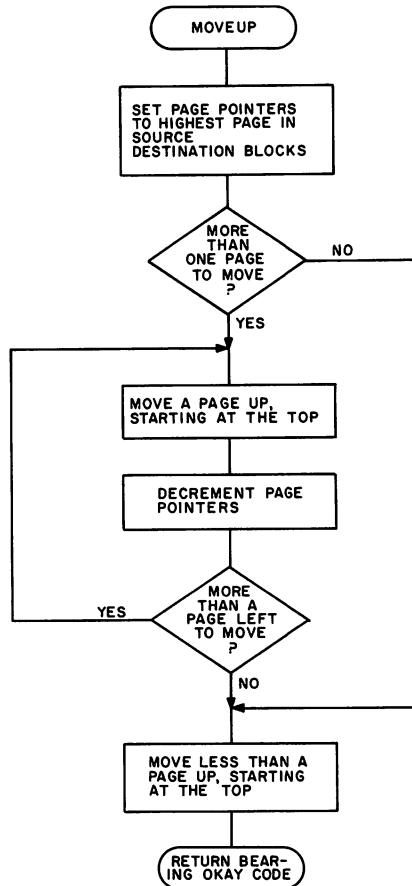 MOVEUP
SET PAGE POINTERS
TO HIGHEST PAGE IN
SOURCE
DESTINATION BLOCKS
MORE
THAN
ONE PAGE
TO MOVE
?
NO
YES
MOVE A PAGE UP,
STARTING AT THE TOP
DECREMENT PAGE
POINTERS
MORE
THAN A
PAGE LEFT
TO MOVE
?
YES
NO
MOVE LESS THAN A
PAGE UP, STARTING
AT THE TOP
RETURN BEAR-
ING OKAY CODE